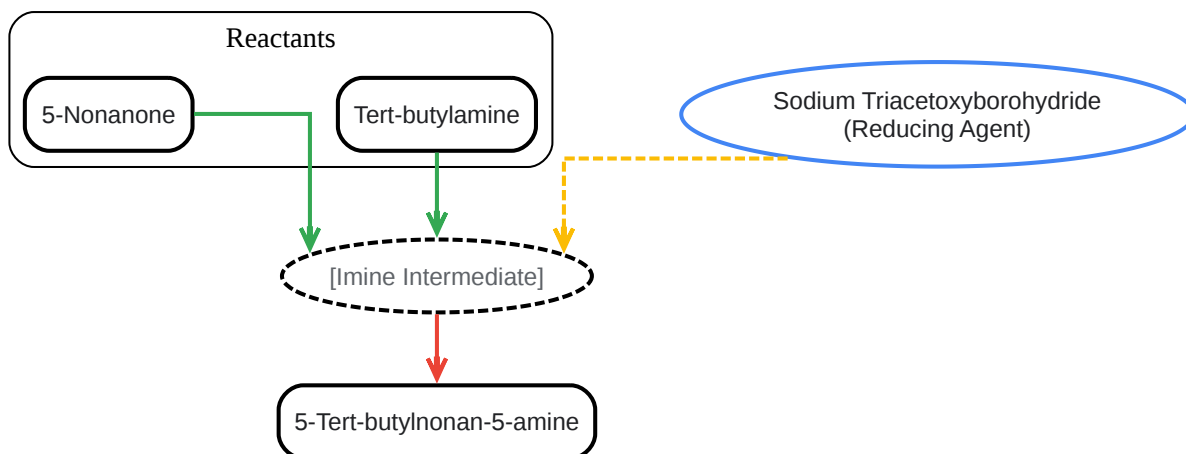 Reactants
5-Nonanone
Tert-butylamine
Sodium Triacetoxyborohydride
(Reducing Agent)
[Imine Intermediate]
5-Tert-butylnonan-5-amine